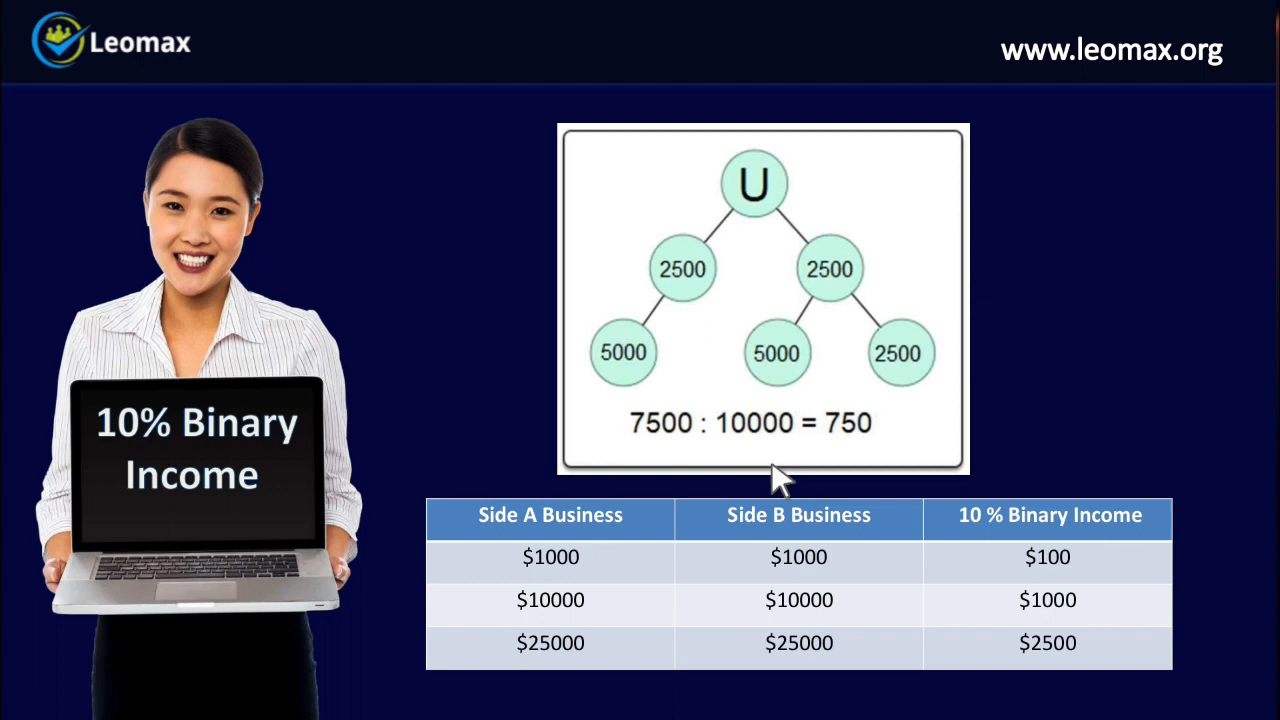 Leomax
www.leomax.org
U
2500
2500
5000
5000
2500
7500 : 10000 = 750
10% Binary
Income
Side A Business
Side B Business
10 % Binary Income
$1000
$1000
$100
$10000
$10000
$1000
$25000
$25000
$2500